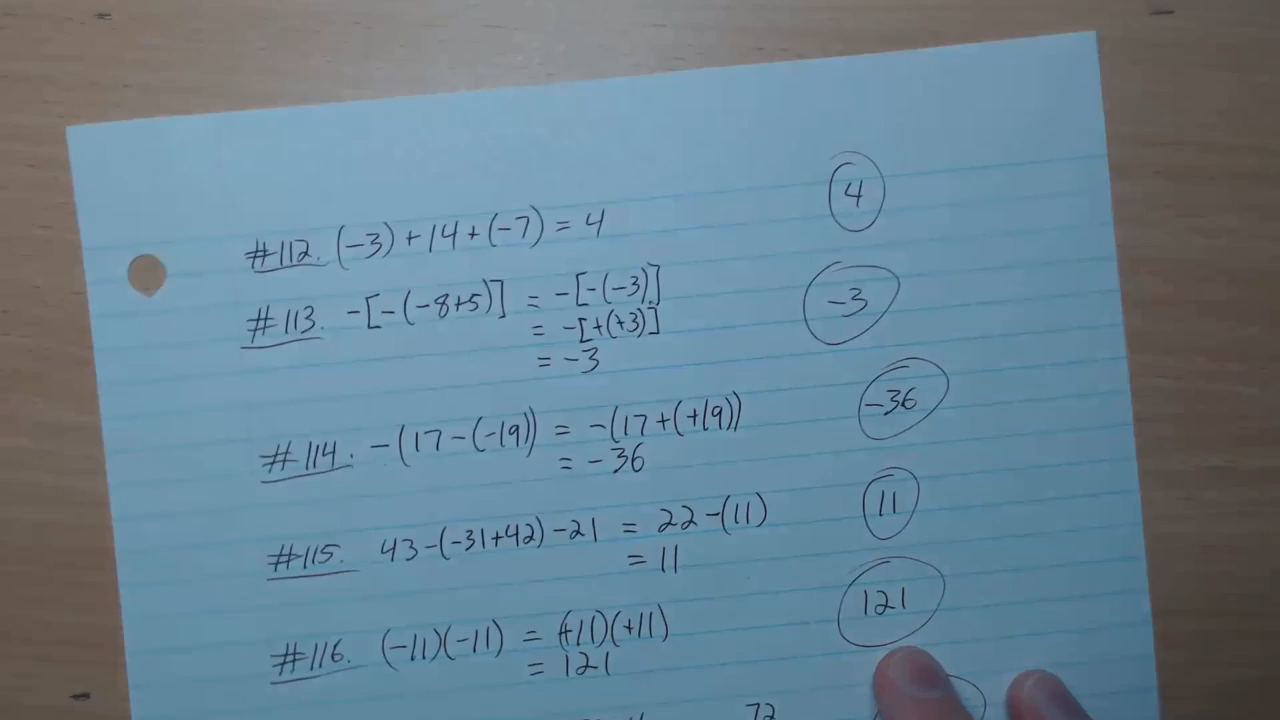 #112. (-3)+14+(-7) = 4 4
#113. -[-(-8+5)] = -[-(-3)] -3
= -[+(+3)]
= -3
#114. -(17-(-19)) = -(17+(+19)) -36
= -36
#115. 43-(-31+42)-21 = 22-(11) 11
= 11
#116. (-11)(-11) = (+11)(+11) 121
= 121
72